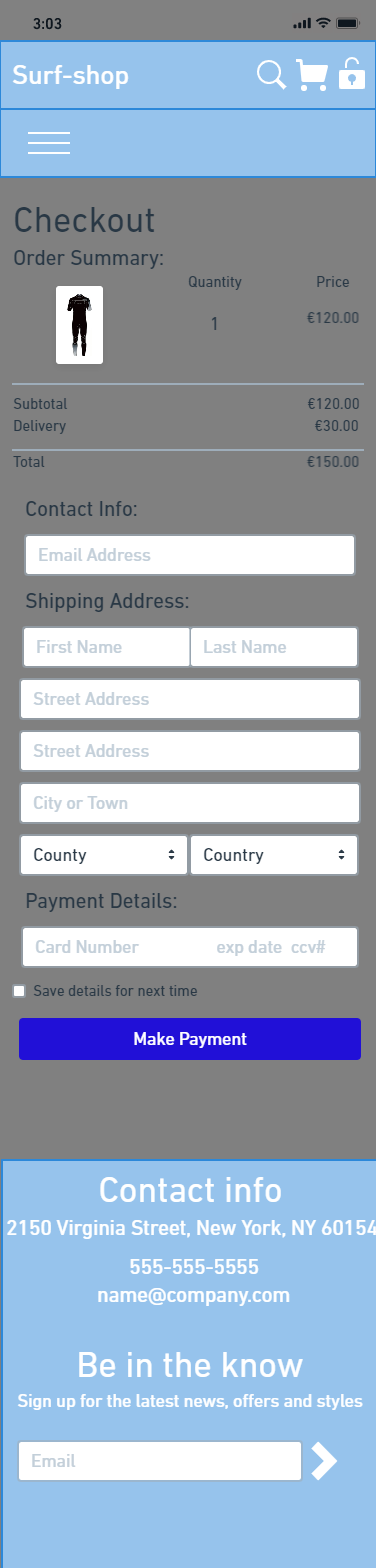 3:03
Surf-shop
Checkout
Order Summary:
Quantity Price
1 €120.00
Subtotal €120.00
Delivery €30.00
Total €150.00
Contact Info:
Email Address
Shipping Address:
First Name Last Name
Street Address
Street Address
City or Town
County Country
Payment Details:
Card Number exp date ccv#
Save details for next time
Make Payment
Contact info
2150 Virginia Street, New York, NY 60154
555-555-5555
name@company.com
Be in the know
Sign up for the latest news, offers and styles
Email